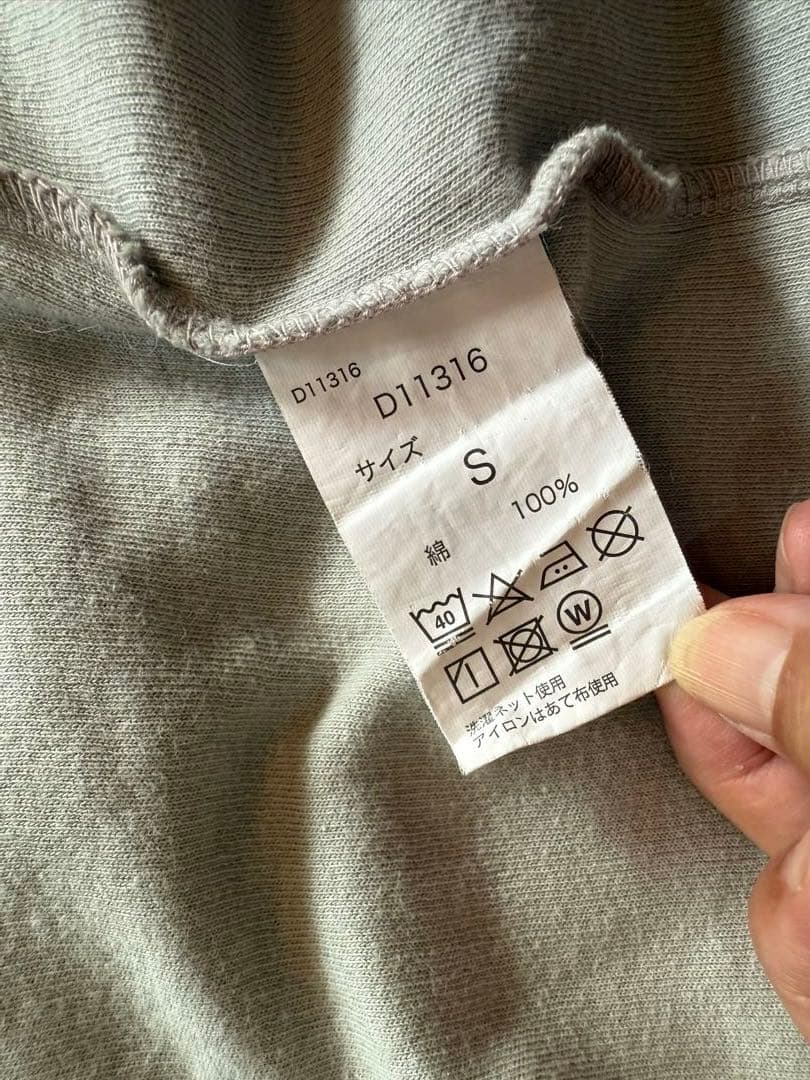 D11316
D11316
サイズ S
綿 100%
40
W
洗濯ネット使用
アイロンはあて布使用